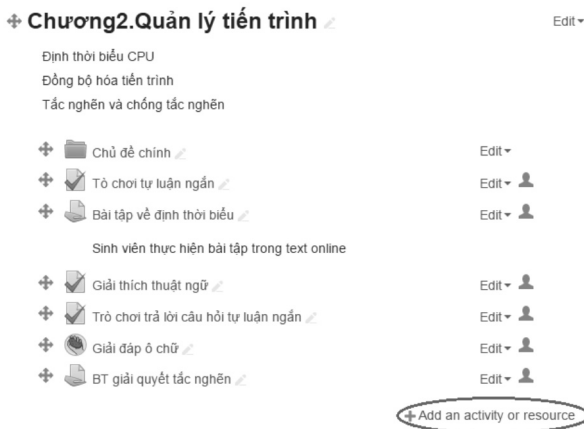 Chương2.Quản lý tiến trình Edit
Định thời biểu CPU
Đồng bộ hóa tiến trình
Tắc nghẽn và chống tắc nghẽn
Chủ đề chính Edit
Tò chơi tự luận ngắn Edit
Bài tập về định thời biểu Edit
Sinh viên thực hiện bài tập trong text online
Giải thích thuật ngữ Edit
Trò chơi trả lời câu hỏi tự luận ngắn Edit
Giải đáp ô chữ Edit
BT giải quyết tắc nghẽn Edit
Add an activity or resource